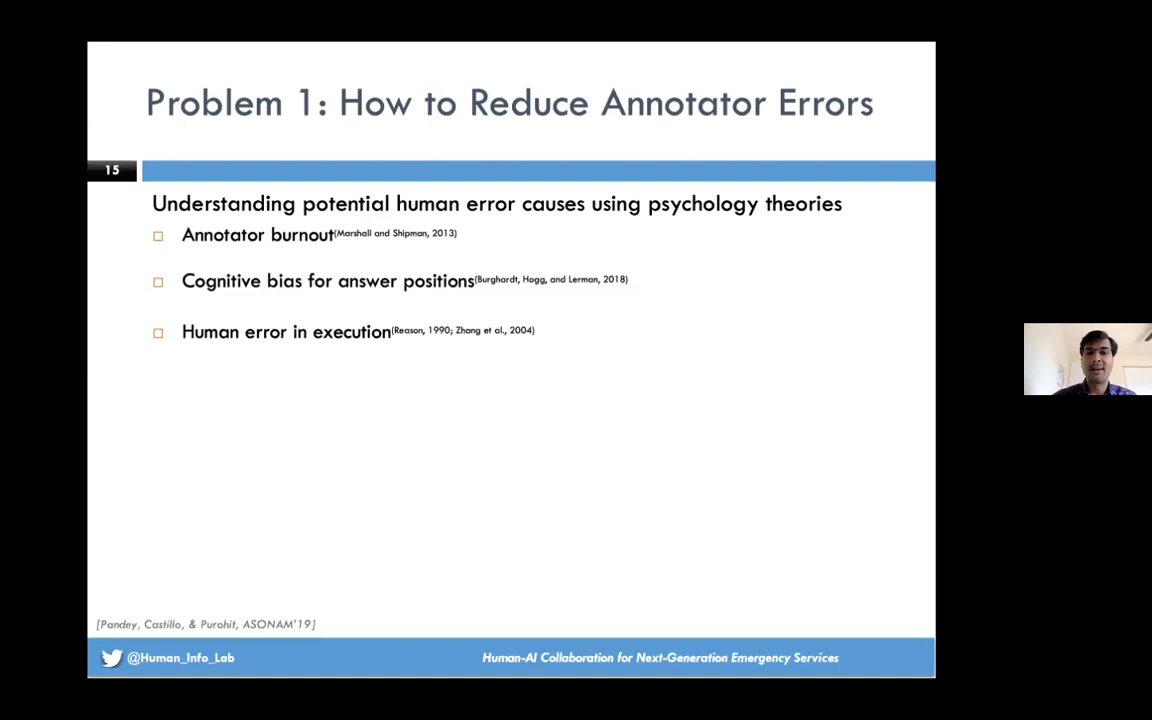 Problem 1: How to Reduce Annotator Errors
15
Understanding potential human error causes using psychology theories
Annotator burnout(Marshall and Shipman, 2013)
Cognitive bias for answer positions(Burghardt, Hogg, and Lerman, 2018)
Human error in execution(Reason, 1990; Zhang et al., 2004)
[Pandey, Castillo, & Purohit, ASONAM'19]
@Human_Info_Lab
Human-AI Collaboration for Next-Generation Emergency Services